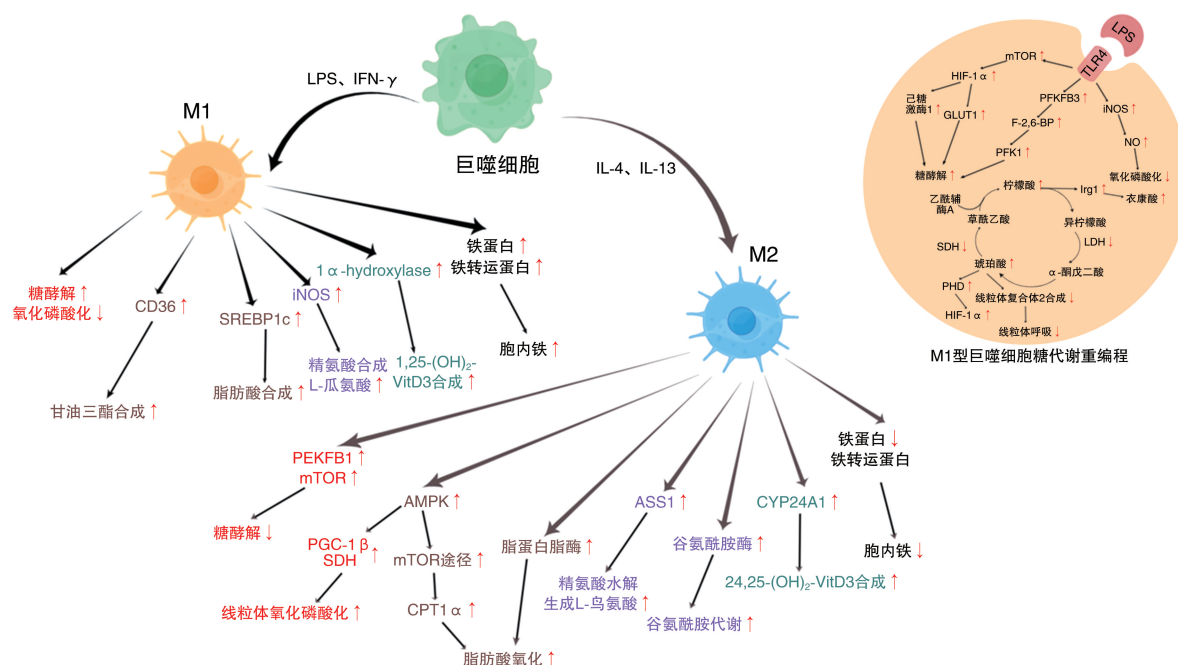 LPS、IFN-γ
M1
巨噬细胞
IL-4、IL-13
M2
糖酵解↑
氧化磷酸化↓
CD36↑
甘油三酯合成↑
SREBP1c↑
脂肪酸合成↑
iNOS↑
精氨酸合成
L-瓜氨酸↑
1α-hydroxylase↑
1,25-(OH)₂-
VitD3合成↑
铁蛋白↑
铁转运蛋白↑
胞内铁↑
PEKFB1↑
mTOR↑
糖酵解↓
AMPK↑
PGC-1β
SDH↑
线粒体氧化磷酸化↑
mTOR途径↑
CPT1α↑
脂肪酸氧化↑
脂蛋白脂酶↑
ASS1↑
精氨酸水解
生成L-鸟氨酸↑
谷氨酰胺酶↑
谷氨酰胺代谢↑
CYP24A1↑
24,25-(OH)₂-VitD3合成↑
铁蛋白↓
铁转运蛋白
胞内铁↓
LPS
TLR4
mTOR↑
HIF-1α↑
己糖
激酶1↑
GLUT1↑
PFKFB3↑
F-2,6-BP↑
PFK1↑
糖酵解↑
iNOS↑
NO↑
氧化磷酸化↓
乙酰辅
酶A
柠檬酸↑
Irg1↑
衣康酸↑
草酰乙酸
异柠檬酸
SDH↓
LDH↓
琥珀酸↑
α-酮戊二酸
PHD↑
HIF-1α↑
线粒体复合体2合成↓
线粒体呼吸↓
M1型巨噬细胞糖代谢重编程